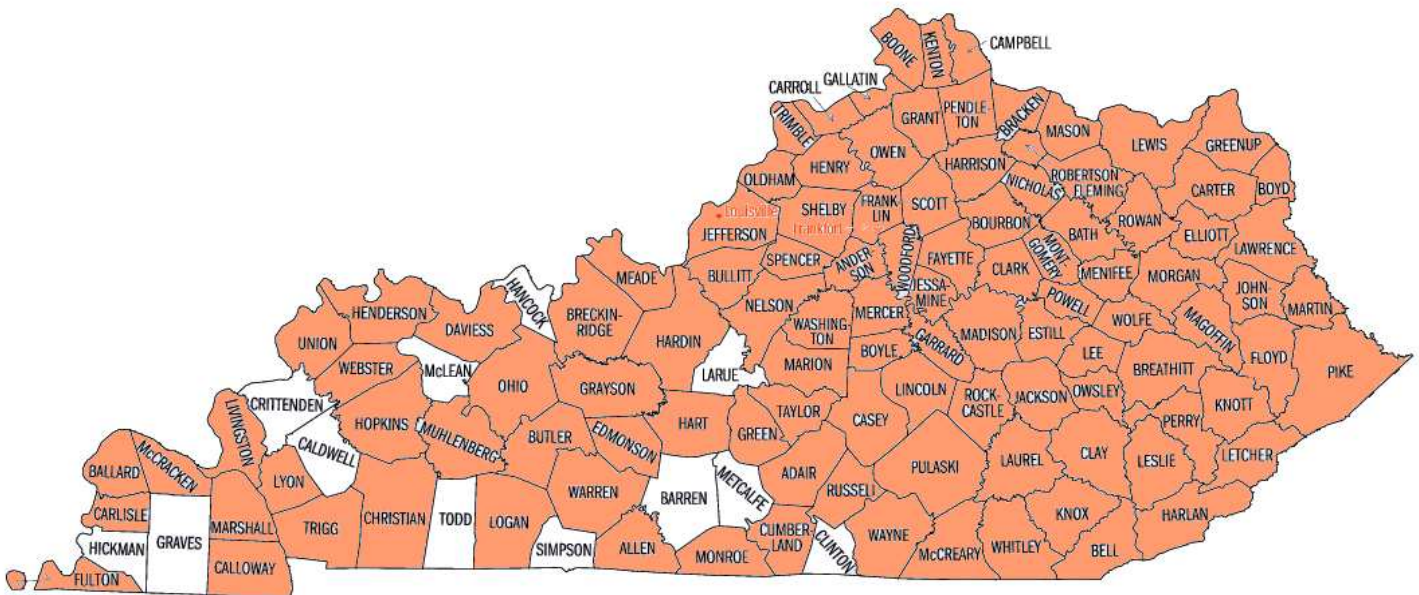 BOONE
KENTON
CAMPBELL
GALLATIN
CARROLL
TRIMBLE
GRANT
PENDLE-
TON
BRACKEN
MASON
LEWIS
GREENUP
OWEN
HENRY
HARRISON
ROBERTSON
FLEMING
NICHOLAS
CARTER
BOYD
OLDHAM
SHELBY
FRANK-
LIN
SCOTT
BOURBON
BATH
ROWAN
ELLIOTT
LAWRENCE
Louisville
Frankfort
JEFFERSON
SPENCER
ANDER-
SON
WOODFORD
FAYETTE
CLARK
MONT-
GOMERY
MENIFEE
MORGAN
JOHN-
SON
MARTIN
BULLITT
MEADE
HANCOCK
BRECKIN-
RIDGE
HARDIN
NELSON
WASHING-
TON
MERCER
JESSA-
MINE
MADISON
ESTILL
POWELL
WOLFE
MAGOFFIN
FLOYD
PIKE
HENDERSON
DAVIESS
UNION
WEBSTER
McLEAN
OHIO
GRAYSON
LARUE
MARION
BOYLE
GARRARD
LINCOLN
ROCK-
CASTLE
JACKSON
LEE
OWSLEY
BREATHITT
KNOTT
PERRY
CRITTENDEN
LIVINGSTON
HOPKINS
MUHLENBERG
BUTLER
EDMONSON
HART
GREEN
TAYLOR
CASEY
PULASKI
LAUREL
CLAY
LESLIE
LETCHER
CALDWELL
McCRACKEN
BALLARD
LYON
WARREN
BARREN
METCALFE
ADAIR
RUSSELL
KNOX
HARLAN
CARLISLE
GRAVES
MARSHALL
TRIGG
CHRISTIAN
TODD
LOGAN
SIMPSON
ALLEN
MONROE
CUMBER-
LAND
CLINTON
WAYNE
McCREARY
WHITLEY
BELL
HICKMAN
FULTON
CALLOWAY